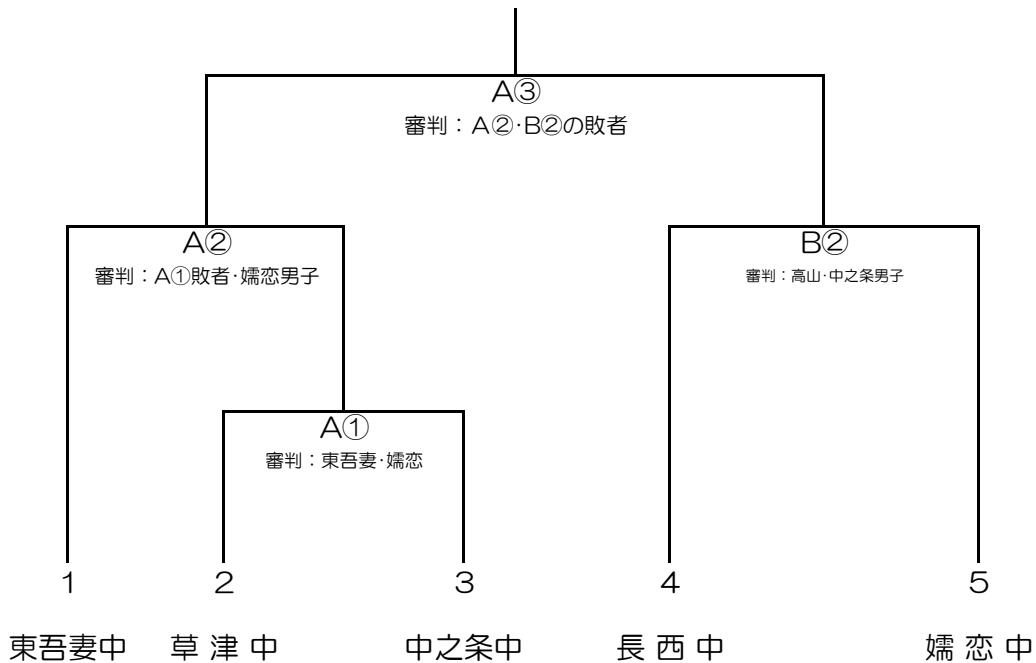 A③
審判：A②･B②の敗者
A②
審判：A①敗者･嬬恋男子
B②
審判：高山･中之条男子
A①
審判：東吾妻･嬬恋
1 2 3 4 5
東吾妻中 草 津 中 中之条中 長 西 中 嬬 恋 中